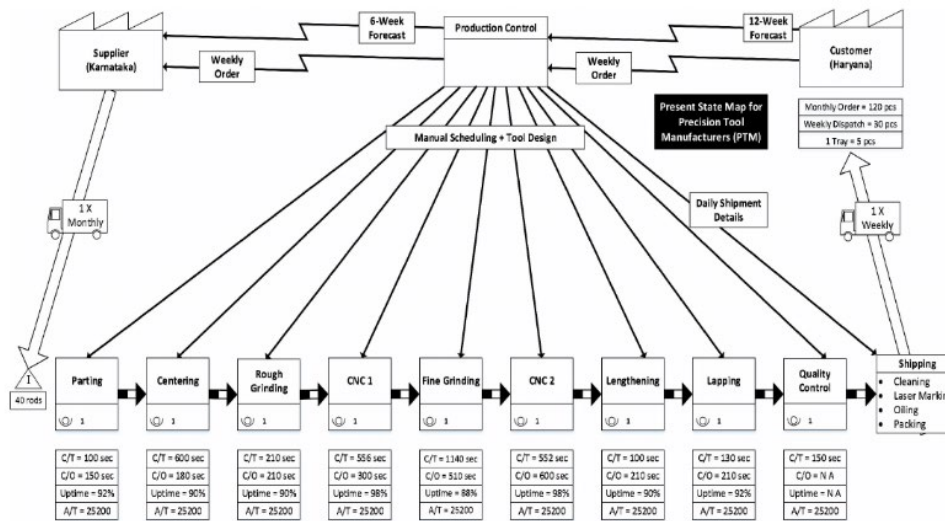 6-Week
Forecast
Production Control
12-Week
Forecast
Supplier
(Karnataka)
Customer
(Haryana)
Weekly
Order
Weekly
Order
Monthly Order = 120 pcs
Weekly Dispatch = 30 pcs
1 Tray = 5 pcs
Present State Map for
Precision Tool
Manufacturers (PTM)
Manual Scheduling + Tool Design
Daily Shipment
Details
1 X
Monthly
1 X
Weekly
I
40 rods
Parting
1
Centering
1
Rough
Grinding
1
CNC 1
1
Fine Grinding
1
CNC 2
1
Lengthening
1
Lapping
1
Quality
Control
1
Shipping
• Cleaning
• Laser Markin
• Oiling
• Packing
C/T = 100 sec
C/O = 150 sec
Uptime = 92%
A/T = 25200
C/T = 600 sec
C/O = 180 sec
Uptime = 90%
A/T = 25200
C/T = 210 sec
C/O = 210 sec
Uptime = 90%
A/T = 25200
C/T = 556 sec
C/O = 300 sec
Uptime = 98%
A/T = 25200
C/T = 1140 sec
C/O = 510 sec
Uptime = 88%
A/T = 25200
C/T = 552 sec
C/O = 600 sec
Uptime = 98%
A/T = 25200
C/T = 100 sec
C/O = 210 sec
Uptime = 90%
A/T = 25200
C/T = 130 sec
C/O = 210 sec
Uptime = 92%
A/T = 25200
C/T = 150 sec
C/O = NA
Uptime = NA
A/T = 25200